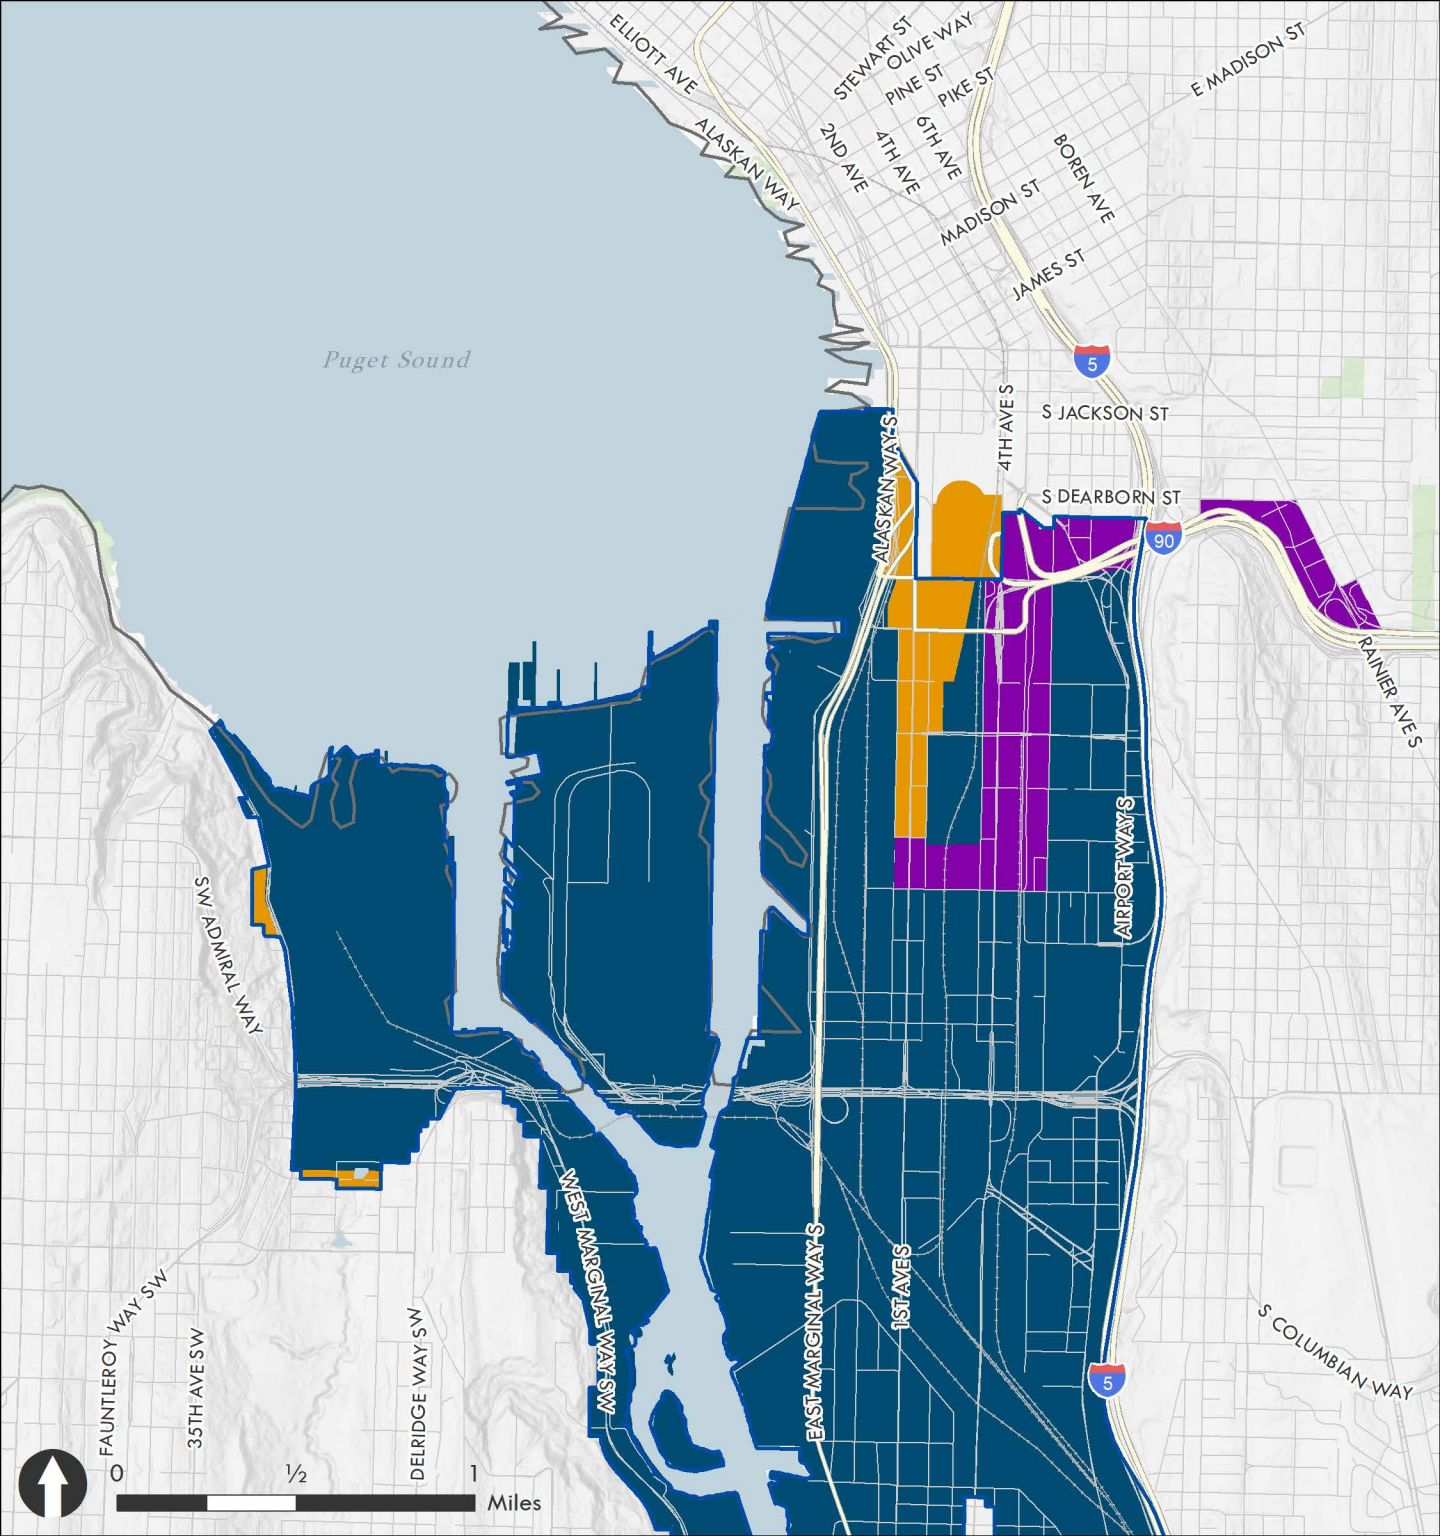 ELLIOTT AVE
STEWART ST
OLIVE WAY
PINE ST
PIKE ST
E MADISON ST
ALASKAN WAY
2ND AVE
4TH AVE
6TH AVE
BOREN AVE
MADISON ST
JAMES ST
Puget Sound
5
4TH AVE S
S JACKSON ST
ALASKAN WAY S
S DEARBORN ST
90
RAINIER AVE S
AIRPORT WAY S
SW ADMIRAL WAY
WEST MARGINAL WAY SW
EAST MARGINAL WAY S
1ST AVE S
FAUNTLEROY WAY SW
35TH AVE SW
DELRIDGE WAY SW
S COLUMBIAN WAY
5
0 ½ 1
Miles